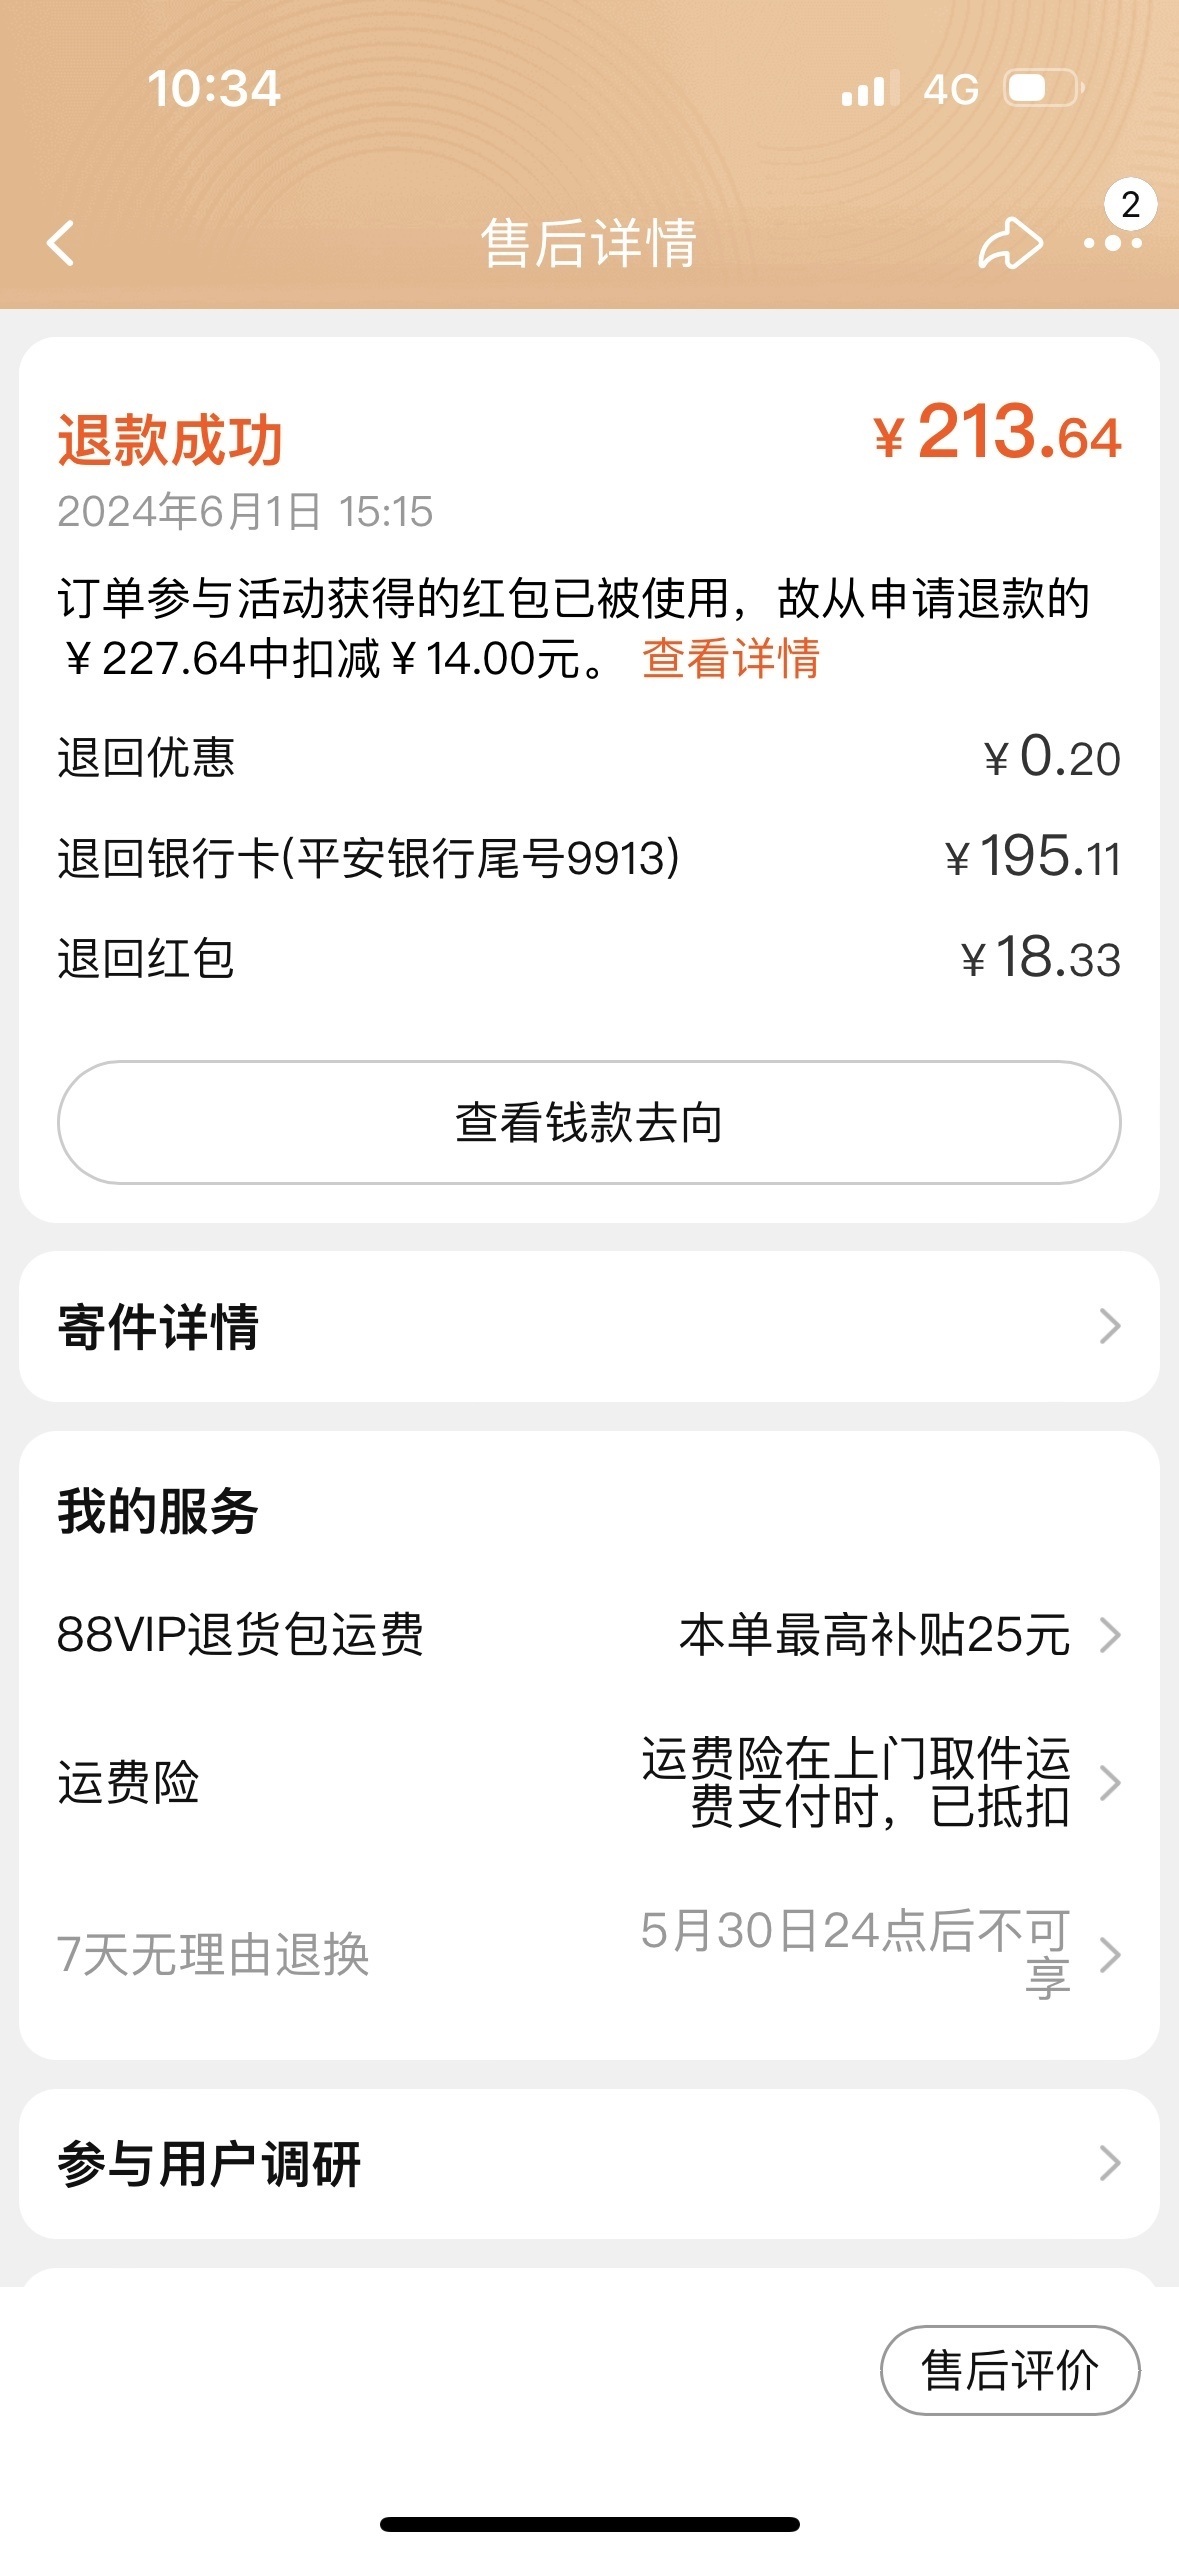 10:34
4G
售后详情
2
退款成功
¥213.64
2024年6月1日 15:15
订单参与活动获得的红包已被使用，故从申请退款的
¥227.64中扣减¥14.00元。 查看详情
退回优惠
¥0.20
退回银行卡(平安银行尾号9913)
¥195.11
退回红包
¥18.33
查看钱款去向
寄件详情
我的服务
88VIP退货包运费
本单最高补贴25元
运费险
运费险在上门取件运
费支付时，已抵扣
7天无理由退换
5月30日24点后不可
享
参与用户调研
售后评价